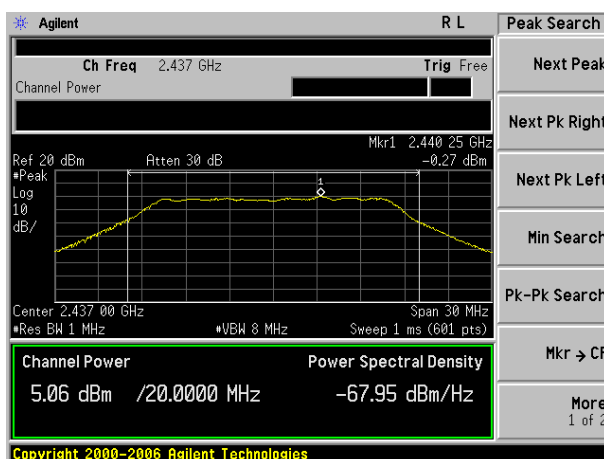 Agilent R L Peak Search
Ch Freq 2.437 GHz Trig Free
Channel Power
Mkr1 2.440 25 GHz
Ref 20 dBm Atten 30 dB -0.27 dBm
#Peak
Log
10
dB/
1
Center 2.437 00 GHz Span 30 MHz
#Res BW 1 MHz #VBW 8 MHz Sweep 1 ms (601 pts)
Channel Power Power Spectral Density
5.06 dBm /20.0000 MHz -67.95 dBm/Hz
Copyright 2000-2006 Agilent Technologies
Next Peak
Next Pk Right
Next Pk Left
Min Search
Pk-Pk Search
Mkr → CF
More
1 of 2